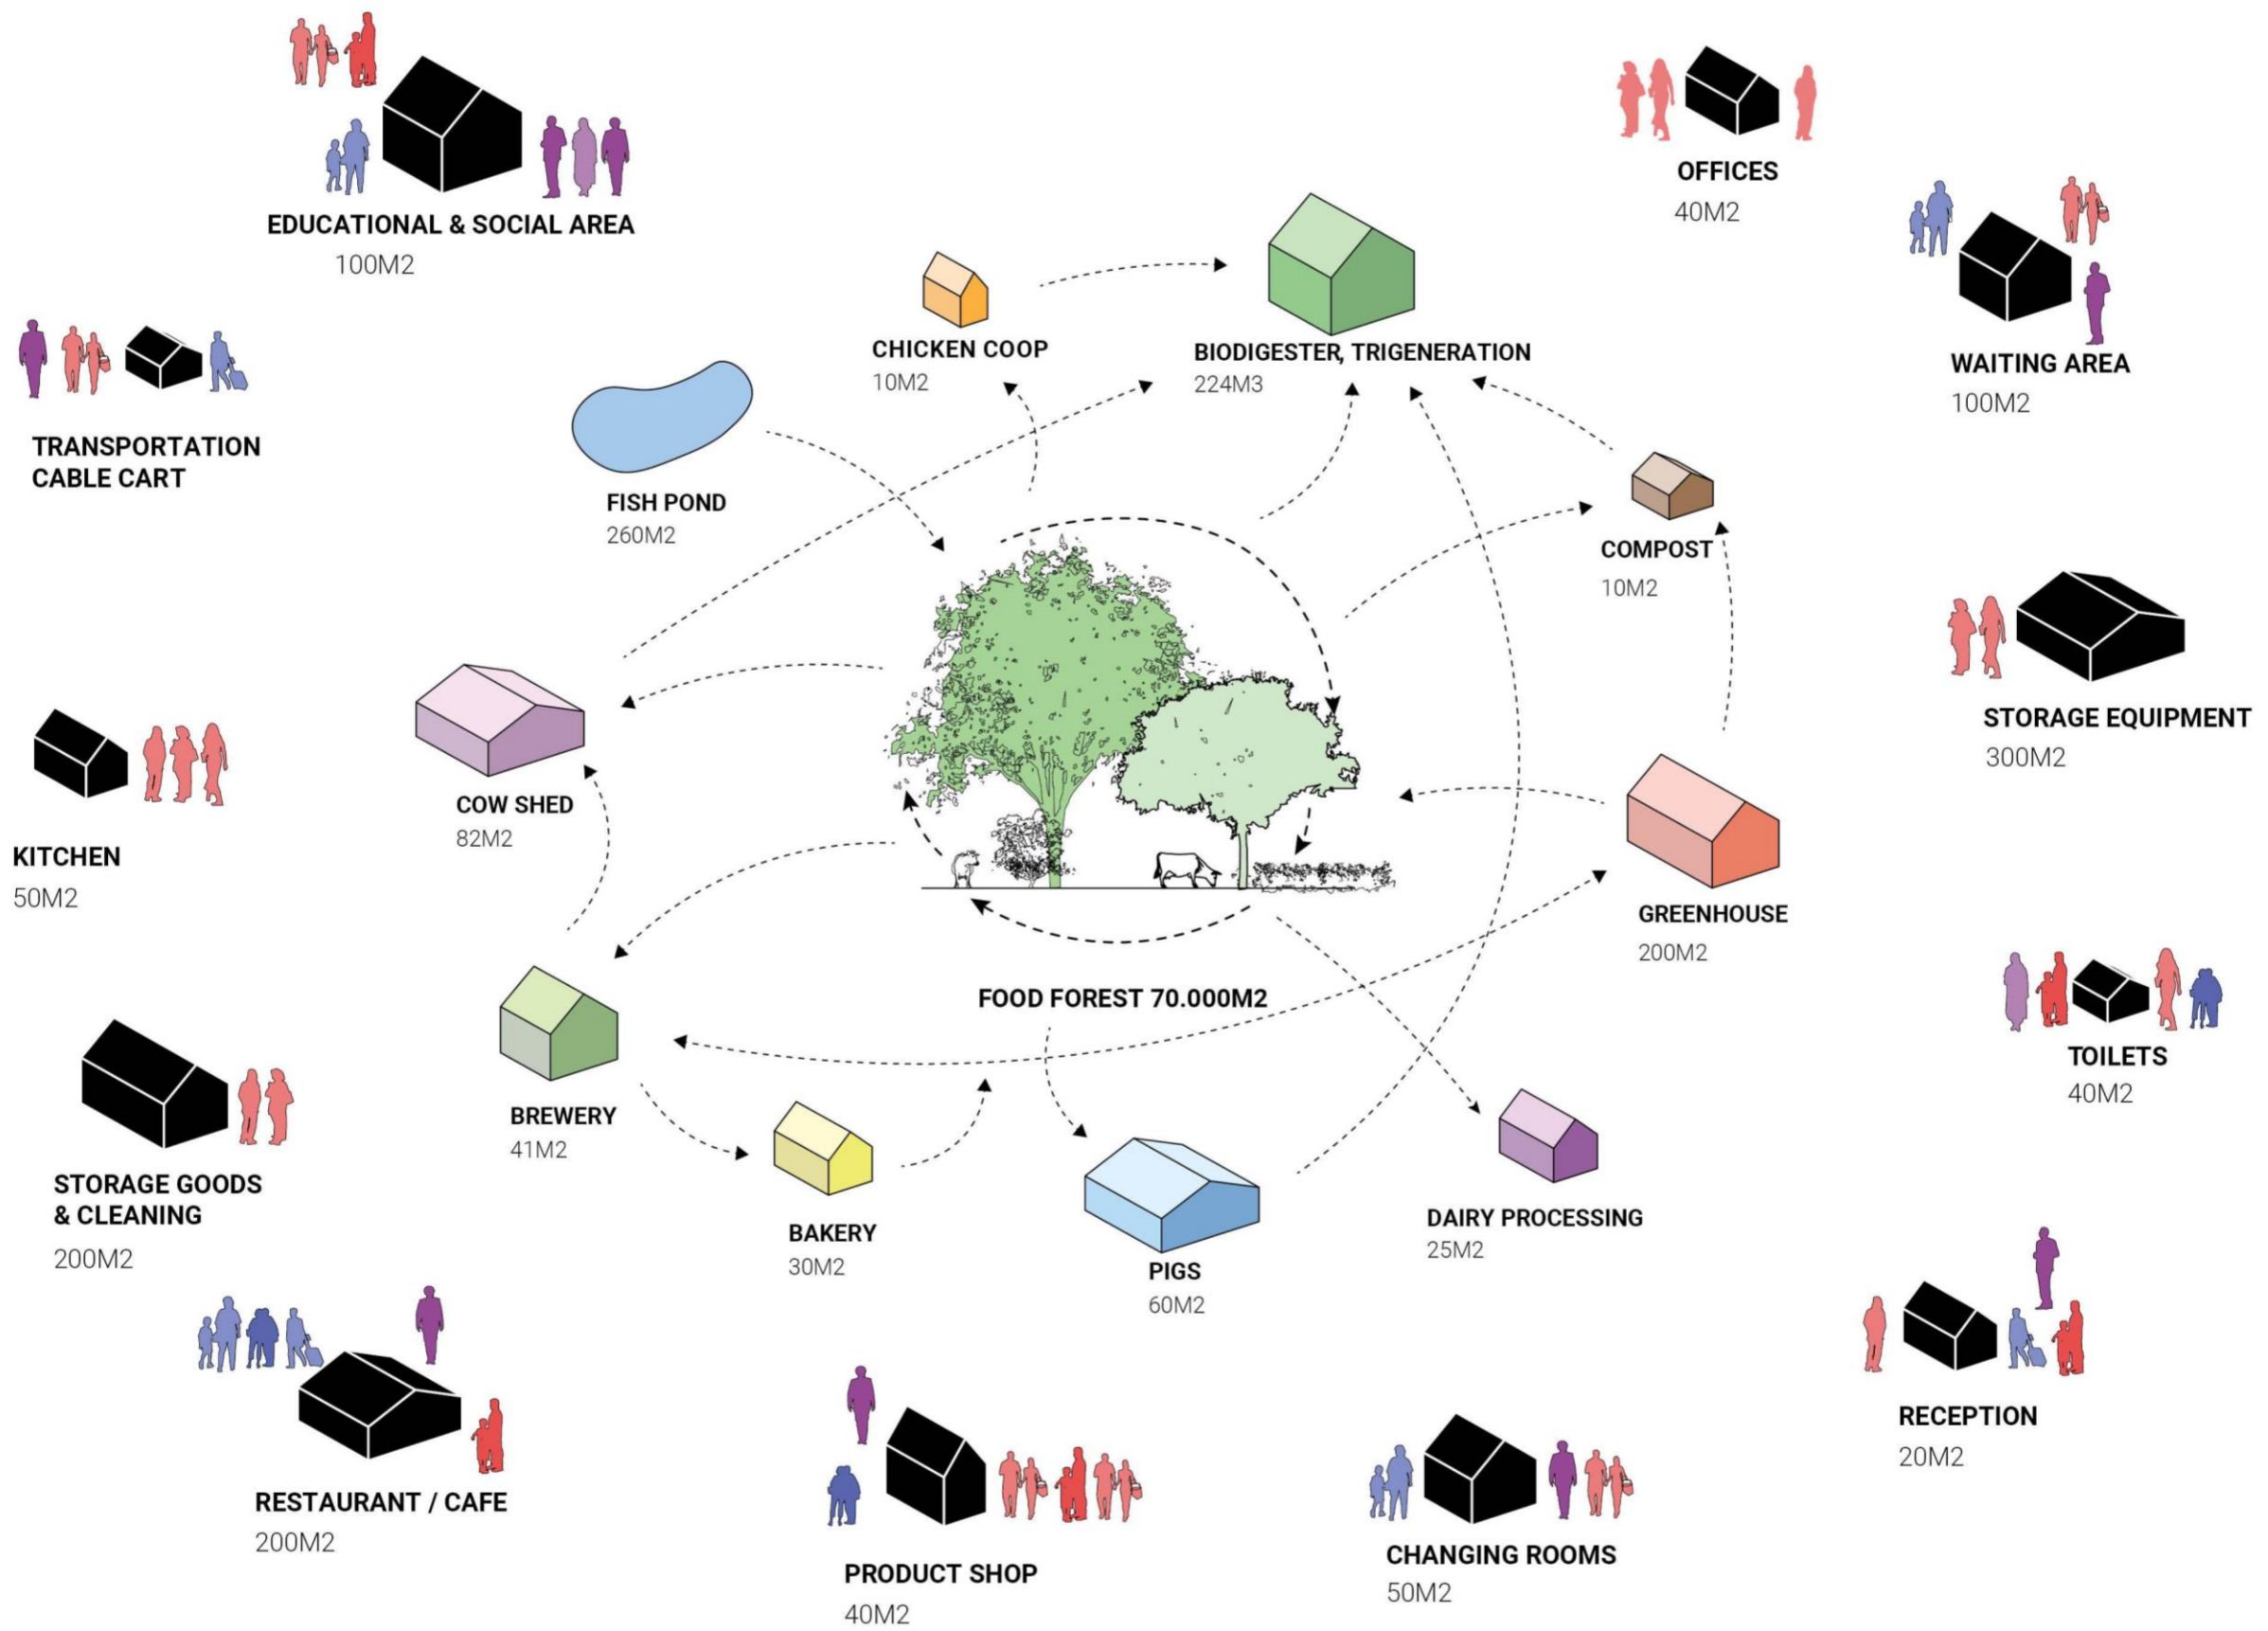 EDUCATIONAL & SOCIAL AREA
100M2
OFFICES
40M2
WAITING AREA
100M2
CHICKEN COOP
10M2
BIODIGESTER, TRIGENERATION
224M3
TRANSPORTATION
CABLE CART
FISH POND
260M2
COMPOST
10M2
STORAGE EQUIPMENT
300M2
COW SHED
82M2
KITCHEN
50M2
GREENHOUSE
200M2
FOOD FOREST 70.000M2
TOILETS
40M2
BREWERY
41M2
STORAGE GOODS
& CLEANING
200M2
BAKERY
30M2
PIGS
60M2
DAIRY PROCESSING
25M2
RECEPTION
20M2
RESTAURANT / CAFE
200M2
PRODUCT SHOP
40M2
CHANGING ROOMS
50M2